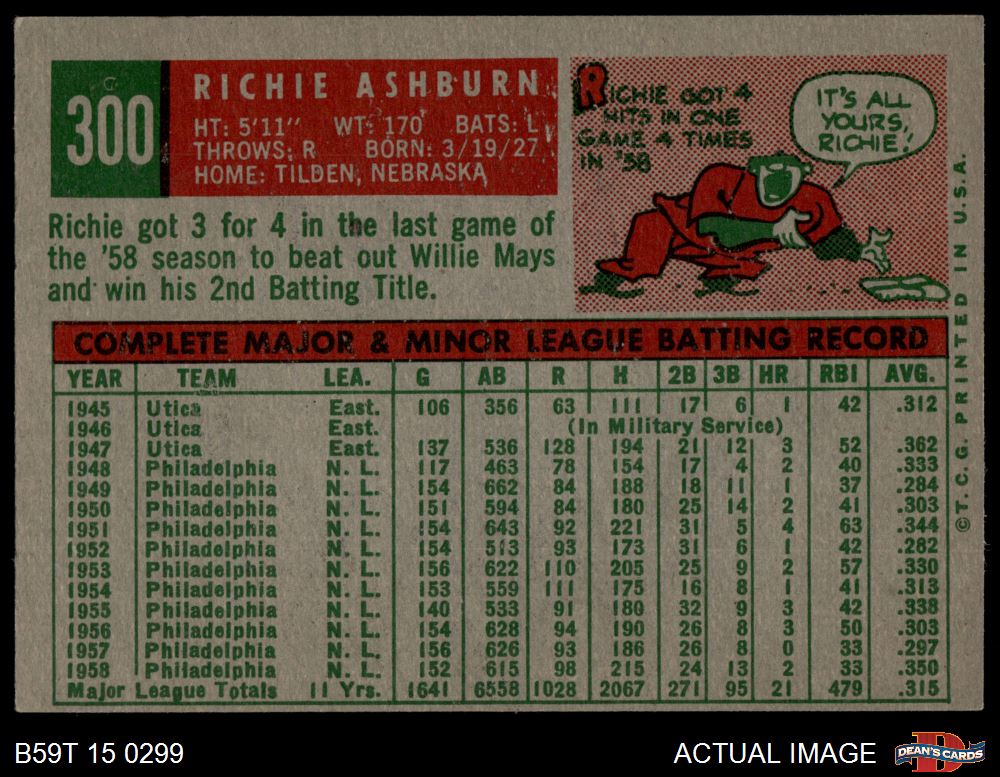 G
300
RICHIE ASHBURN
HT: 5'11" WT: 170 BATS: L
THROWS: R BORN: 3/19/27
HOME: TILDEN, NEBRASKA
Richie got 3 for 4 in the last game of
the '58 season to beat out Willie Mays
and win his 2nd Batting Title.
RICHIE GOT 4
HITS IN ONE
GAME 4 TIMES
IN '58
IT'S ALL
YOURS,
RICHIE!
COMPLETE MAJOR & MINOR LEAGUE BATTING RECORD
YEAR TEAM LEA. G AB R H 2B 3B HR RBI AVG.
1945 Utica East. 106 356 63 111 17 6 1 42 .312
1946 Utica East. (In Military Service)
1947 Utica East. 137 536 128 194 21 12 3 52 .362
1948 Philadelphia N. L. 117 463 78 154 17 4 2 40 .333
1949 Philadelphia N. L. 154 662 84 188 18 11 1 37 .284
1950 Philadelphia N. L. 151 594 84 180 25 14 2 41 .303
1951 Philadelphia N. L. 154 643 92 221 31 5 4 63 .344
1952 Philadelphia N. L. 154 613 93 173 31 6 1 42 .282
1953 Philadelphia N. L. 156 622 110 205 25 9 2 57 .330
1954 Philadelphia N. L. 153 559 111 175 16 8 1 41 .313
1955 Philadelphia N. L. 140 533 91 180 32 9 3 42 .338
1956 Philadelphia N. L. 154 628 94 190 26 8 3 50 .303
1957 Philadelphia N. L. 156 626 93 186 26 8 0 33 .297
1958 Philadelphia N. L. 152 615 98 215 24 13 2 33 .350
Major League Totals 11 Yrs. 1641 6558 1028 2067 271 95 21 479 .315
©T.C.G. PRINTED IN U.S.A.
B59T 15 0299
ACTUAL IMAGE
D
DEAN'S CARDS